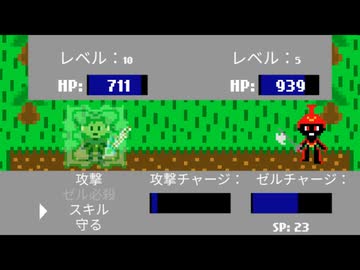 レベル：10 レベル：5
HP: 711 HP: 939
攻撃 攻撃チャージ： ゼルチャージ：
ゼル必殺
スキル
守る SP: 23